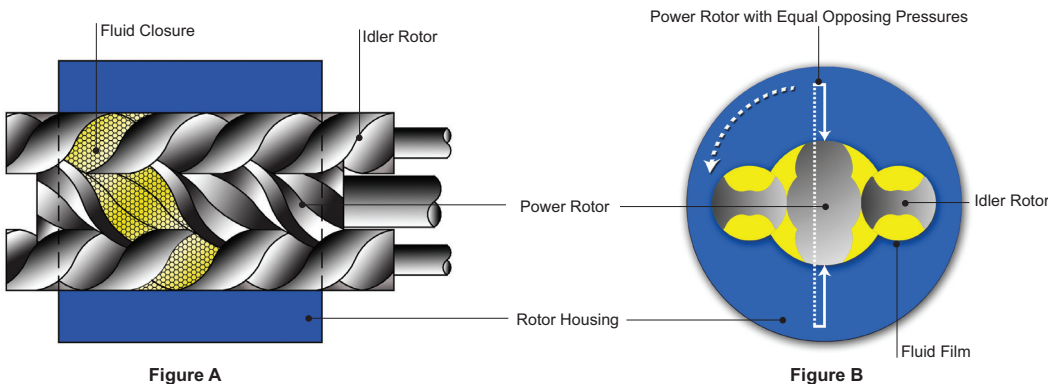 Fluid Closure
Idler Rotor
Power Rotor with Equal Opposing Pressures
Power Rotor
Idler Rotor
Rotor Housing
Fluid Film
Figure A
Figure B